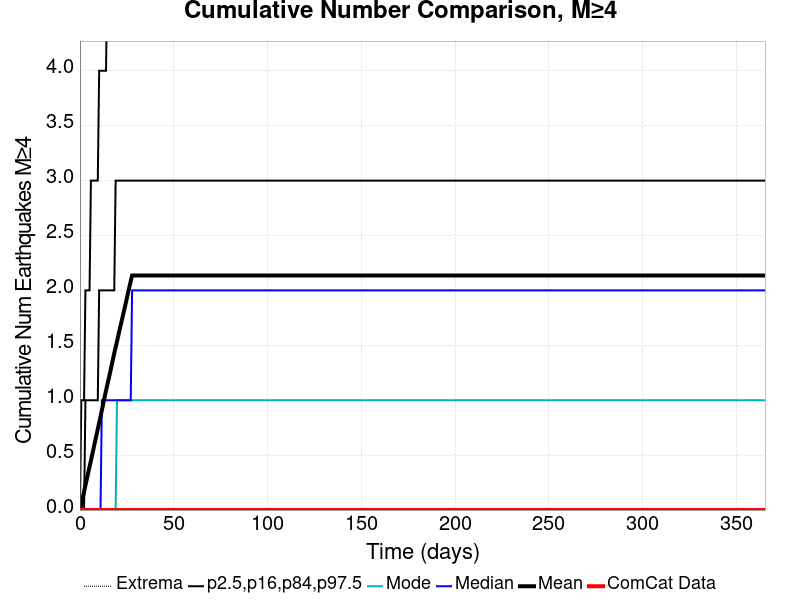 Cumulative Number Comparison, M≥4
Cumulative Num Earthquakes M≥4
4.0
3.5
3.0
2.5
2.0
1.5
1.0
0.5
0.0
0 50 100 150 200 250 300 350
Time (days)
Extrema p2.5,p16,p84,p97.5 Mode Median Mean ComCat Data